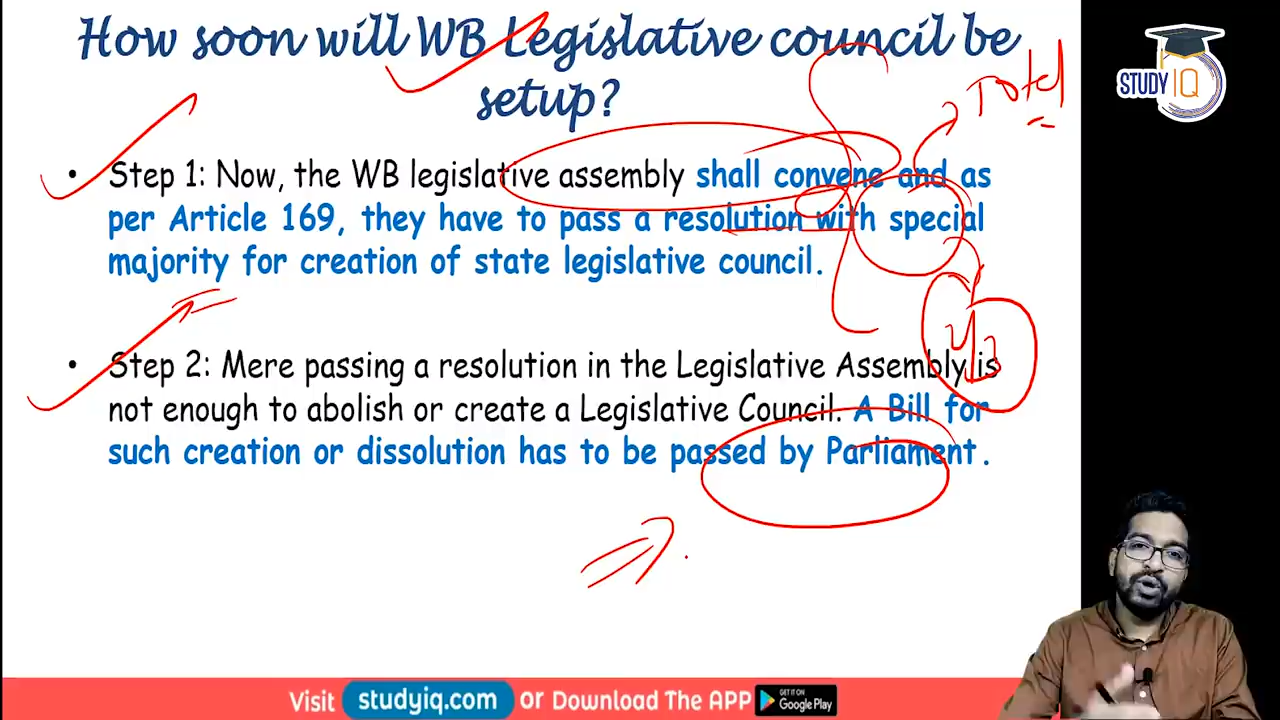 How soon will WB Legislative council be
setup?
STUDY IQ
Total
• Step 1: Now, the WB legislative assembly shall convene and as
per Article 169, they have to pass a resolution with special
majority for creation of state legislative council.
• Step 2: Mere passing a resolution in the Legislative Assembly is
not enough to abolish or create a Legislative Council. A Bill for
such creation or dissolution has to be passed by Parliament.
Visit studyiq.com or Download The APP GET IT ON Google Play